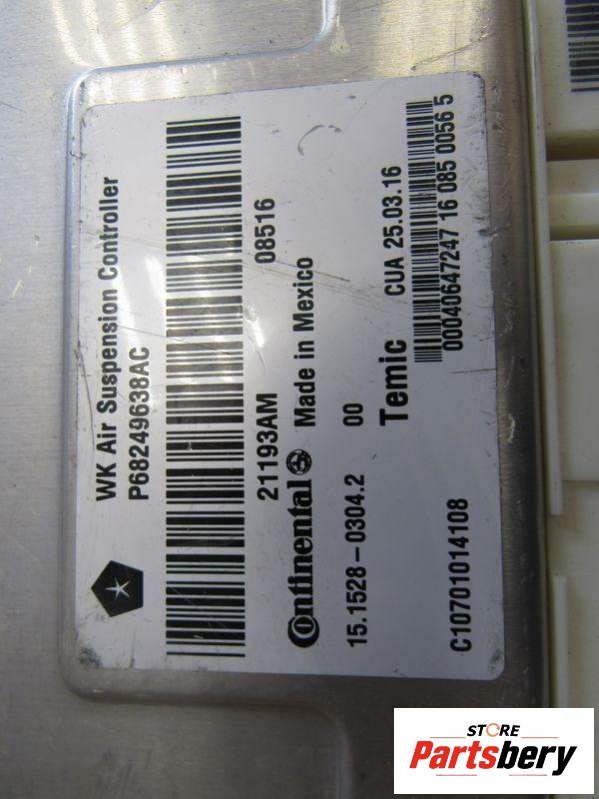 WK Air Suspension Controller
P68249638AC
21193AM 08516
Continental Made in Mexico
15.1528-0304.2 00
Temic CUA 25.03.16
00040647247 16 085 0056 5
C10701014108
STORE
Partsbery